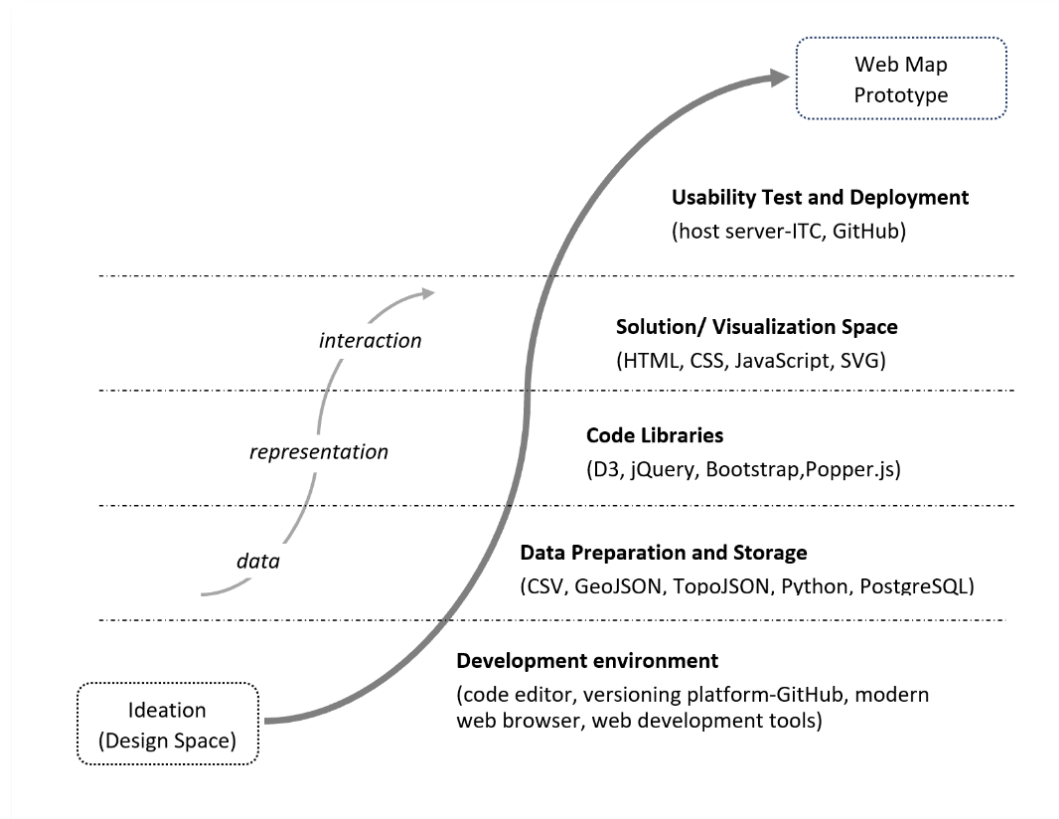 Web Map
Prototype
Usability Test and Deployment
(host server-ITC, GitHub)
interaction
Solution/ Visualization Space
(HTML, CSS, JavaScript, SVG)
representation
Code Libraries
(D3, jQuery, Bootstrap,Popper.js)
data
Data Preparation and Storage
(CSV, GeoJSON, TopoJSON, Python, PostgreSQL)
Development environment
(code editor, versioning platform-GitHub, modern
web browser, web development tools)
Ideation
(Design Space)